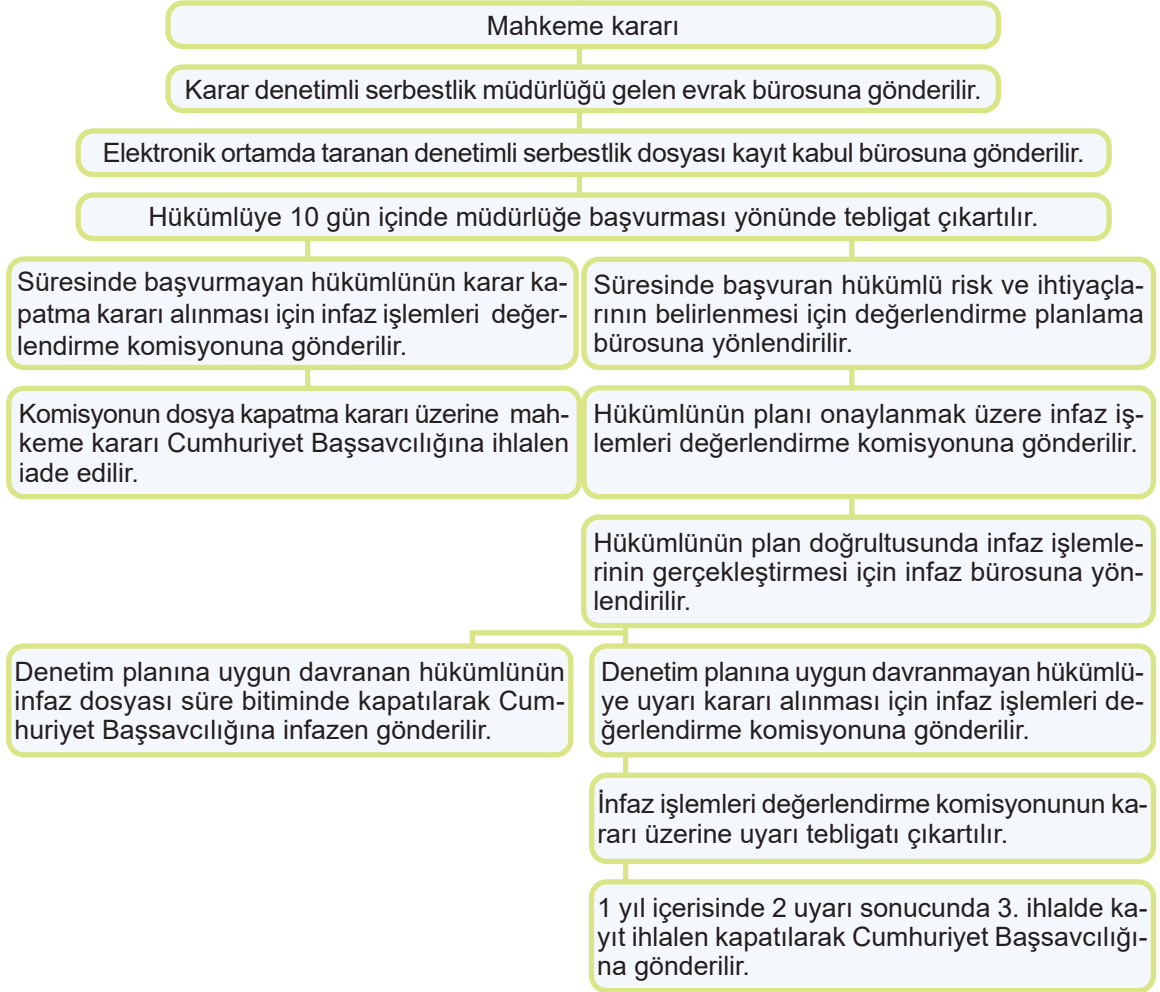 Mahkeme kararı
Karar denetimli serbestlik müdürlüğü gelen evrak bürosuna gönderilir.
Elektronik ortamda taranan denetimli serbestlik dosyası kayıt kabul bürosuna gönderilir.
Hükümlüye 10 gün içinde müdürlüğe başvurması yönünde tebligat çıkartılır.
Süresinde başvurmayan hükümlünün karar ka-
patma kararı alınması için infaz işlemleri değer-
lendirme komisyonuna gönderilir.
Süresinde başvuran hükümlü risk ve ihtiyaçla-
rının belirlenmesi için değerlendirme planlama
bürosuna yönlendirilir.
Komisyonun dosya kapatma kararı üzerine mah-
keme kararı Cumhuriyet Başsavcılığına ihlalen
iade edilir.
Hükümlünün planı onaylanmak üzere infaz iş-
lemleri değerlendirme komisyonuna gönderilir.
Hükümlünün plan doğrultusunda infaz işlemle-
rinin gerçekleştirmesi için infaz bürosuna yön-
lendirilir.
Denetim planına uygun davranan hükümlünün
infaz dosyası süre bitiminde kapatılarak Cum-
huriyet Başsavcılığına infazen gönderilir.
Denetim planına uygun davranmayan hükümlü-
ye uyarı kararı alınması için infaz işlemleri de-
ğerlendirme komisyonuna gönderilir.
İnfaz işlemleri değerlendirme komisyonunun ka-
rarı üzerine uyarı tebligatı çıkartılır.
1 yıl içerisinde 2 uyarı sonucunda 3. ihlalde ka-
yıt ihlalen kapatılarak Cumhuriyet Başsavcılığı-
na gönderilir.